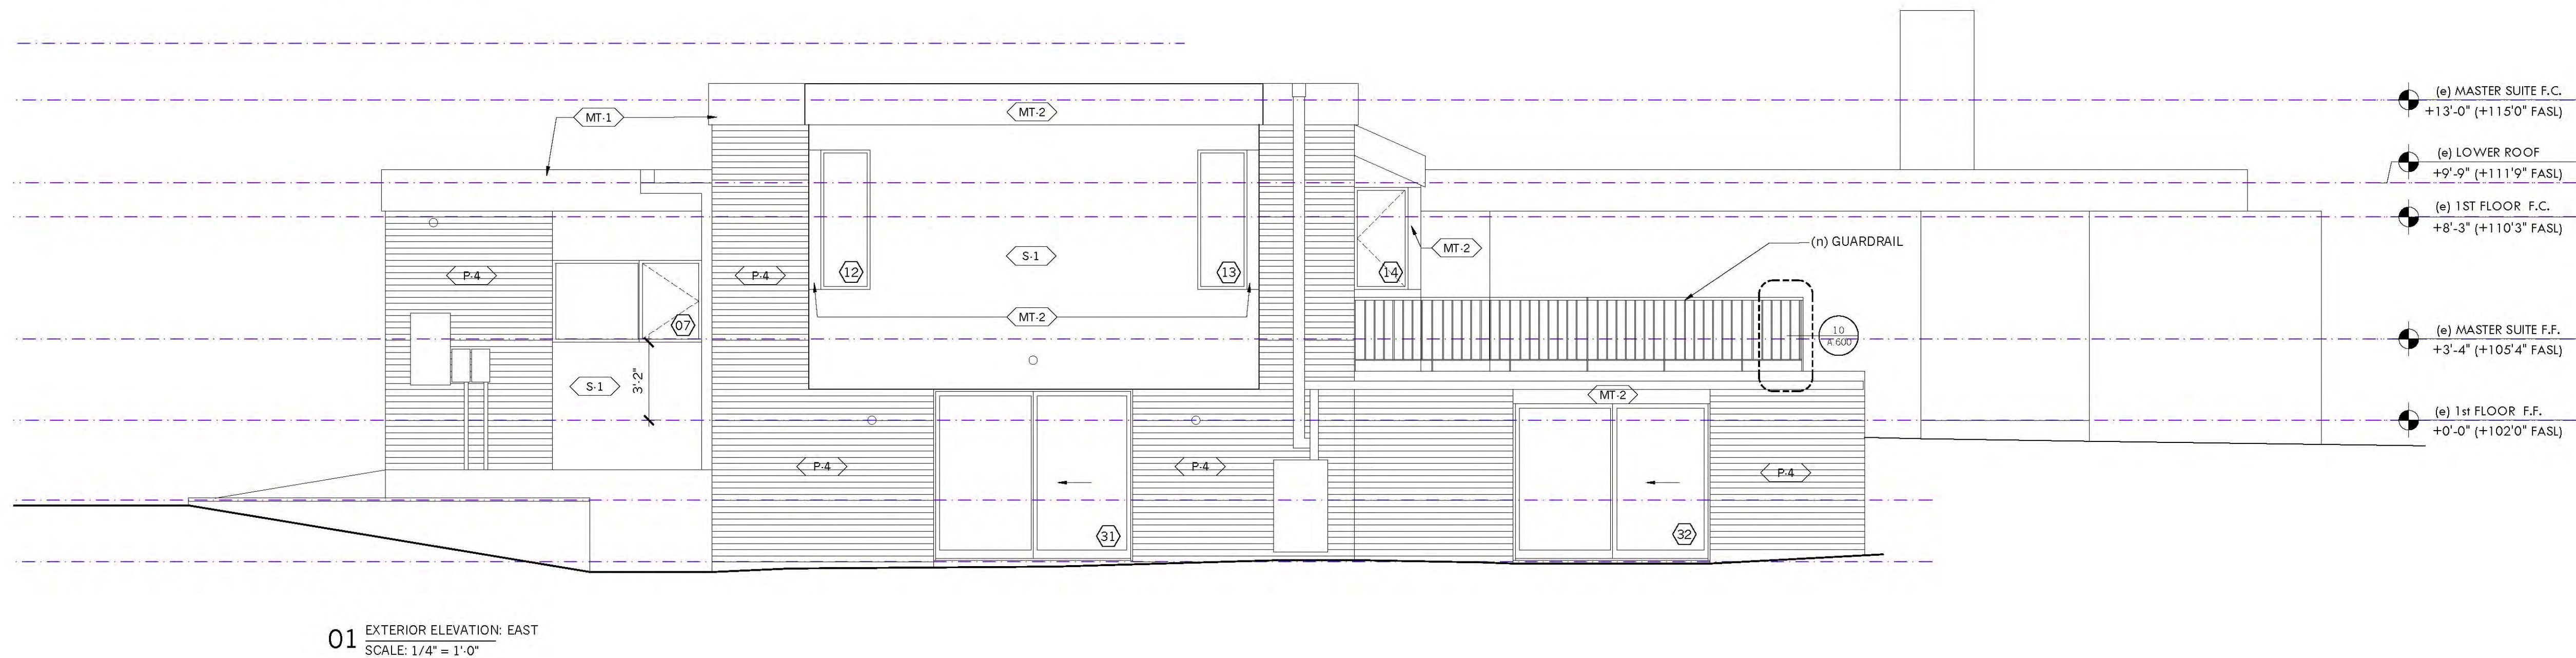 (e) MASTER SUITE F.C.
+13'-0" (+115'0" FASL)
MT-1
MT-2
(e) LOWER ROOF
+9'-9" (+111'9" FASL)
(e) 1ST FLOOR F.C.
+8'-3" (+110'3" FASL)
(n) GUARDRAIL
MT-2
S-1
12
13
14
P-4
P-4
MT-2
07
10
A.600
(e) MASTER SUITE F.F.
+3'-4" (+105'4" FASL)
S-1
3'-2"
MT-2
(e) 1st FLOOR F.F.
+0'-0" (+102'0" FASL)
P-4
P-4
P-4
31
32
01
EXTERIOR ELEVATION: EAST
SCALE: 1/4" = 1'-0"